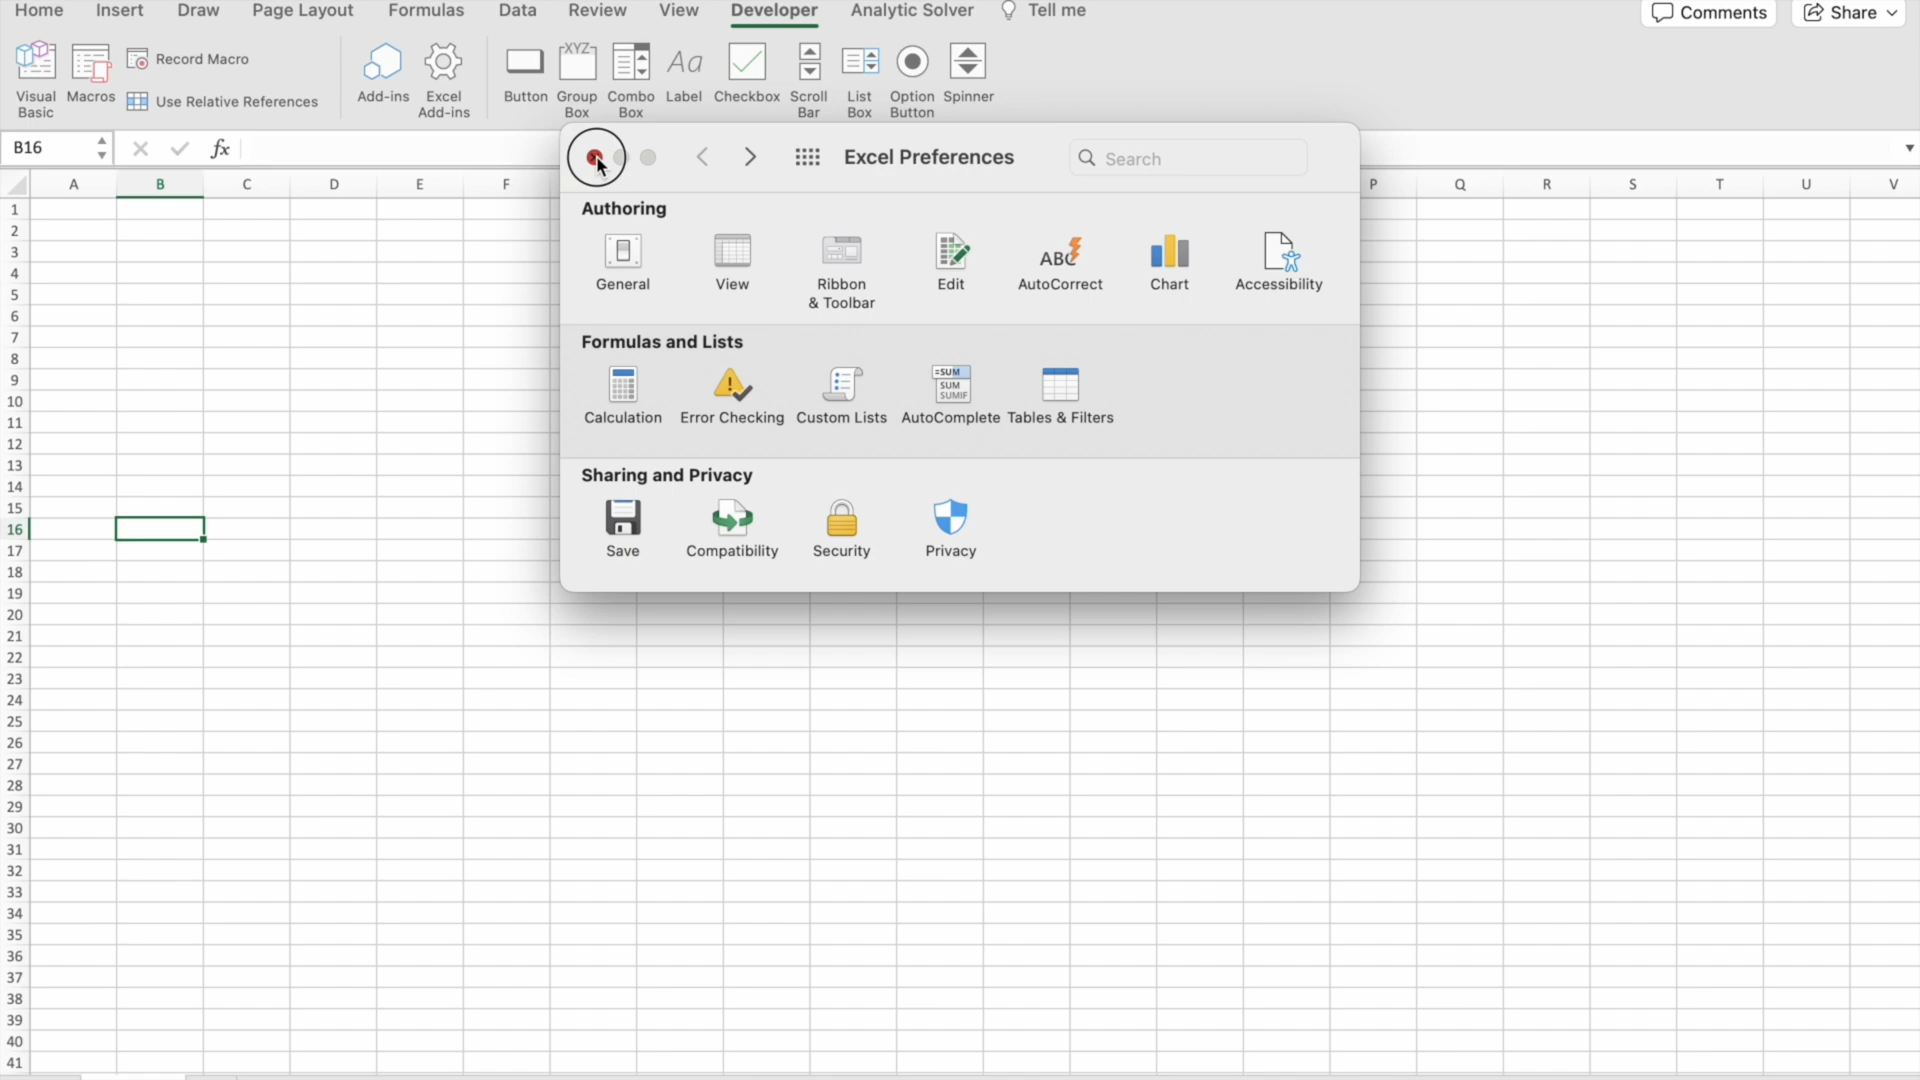 Home Insert Draw Page Layout Formulas Data Review View Developer Analytic Solver Tell me Comments Share
Visual Basic
Macros
Record Macro
Use Relative References
Add-ins
Excel Add-ins
Button
XYZ
Group Box
Combo Box
Aa
Label
Checkbox
Scroll Bar
List Box
Option Button
Spinner
B16
fx
Excel Preferences
Search
A B C D E F P Q R S T U V
Authoring
General
View
Ribbon & Toolbar
Edit
ABC
AutoCorrect
Chart
Accessibility
Formulas and Lists
Calculation
Error Checking
Custom Lists
=SUM
SUM
SUMIF
AutoComplete
Tables & Filters
Sharing and Privacy
Save
Compatibility
Security
Privacy
1
2
3
4
5
6
7
8
9
10
11
12
13
14
15
16
17
18
19
20
21
22
23
24
25
26
27
28
29
30
31
32
33
34
35
36
37
38
39
40
41